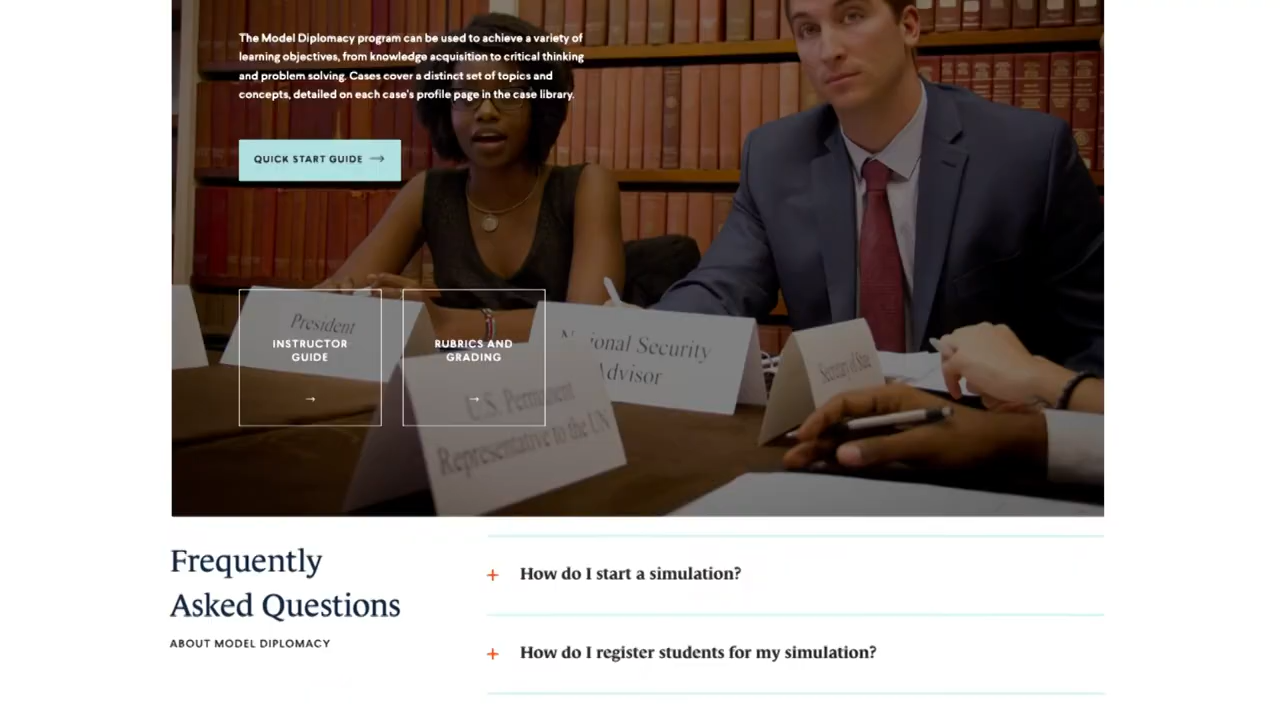 The Model Diplomacy program can be used to achieve a variety of
learning objectives, from knowledge acquisition to critical thinking
and problem solving. Cases cover a distinct set of topics and
concepts, detailed on each case's profile page in the case library.
QUICK START GUIDE →
President
INSTRUCTOR
GUIDE
→
RUBRICS AND
GRADING
→
U.S. Permanent
Representative to the UN
National Security
Advisor
Secretary of State
Frequently
Asked Questions
ABOUT MODEL DIPLOMACY
+ How do I start a simulation?
+ How do I register students for my simulation?